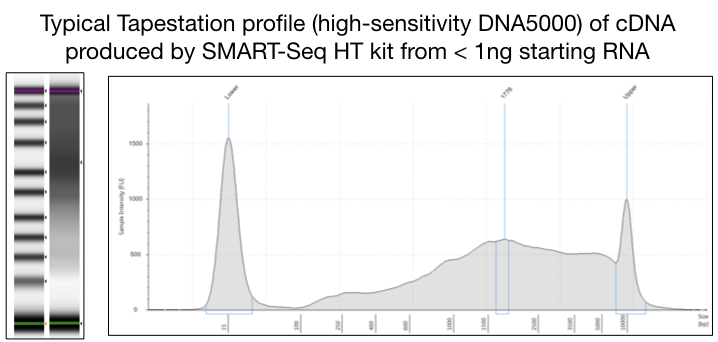 Typical Tapestation profile (high-sensitivity DNA5000) of cDNA
produced by SMART-Seq HT kit from < 1ng starting RNA
Lower
1776
Upper
Sample Intensity [FU]
1500
1000
500
0
15
100
250
400
600
1000
1500
2500
3500
5000
10000
Size
[bp]